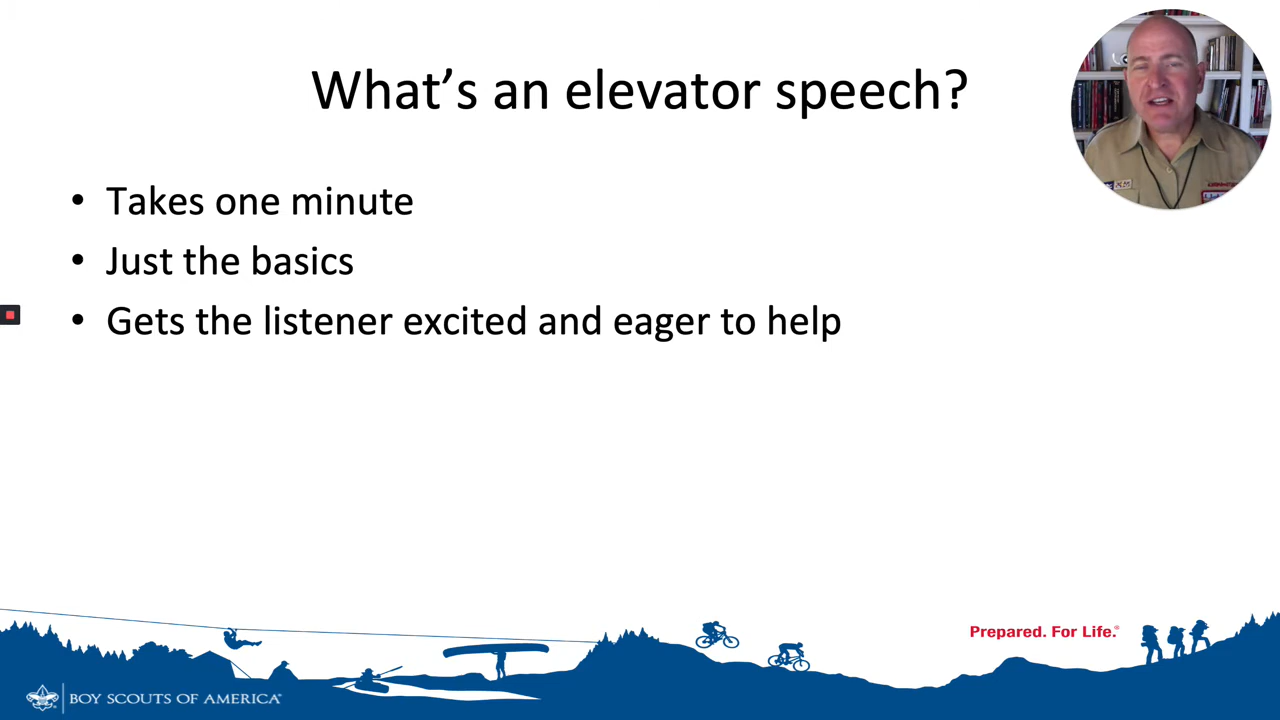 What’s an elevator speech?
• Takes one minute
• Just the basics
• Gets the listener excited and eager to help
Prepared. For Life.®
BOY SCOUTS OF AMERICA®